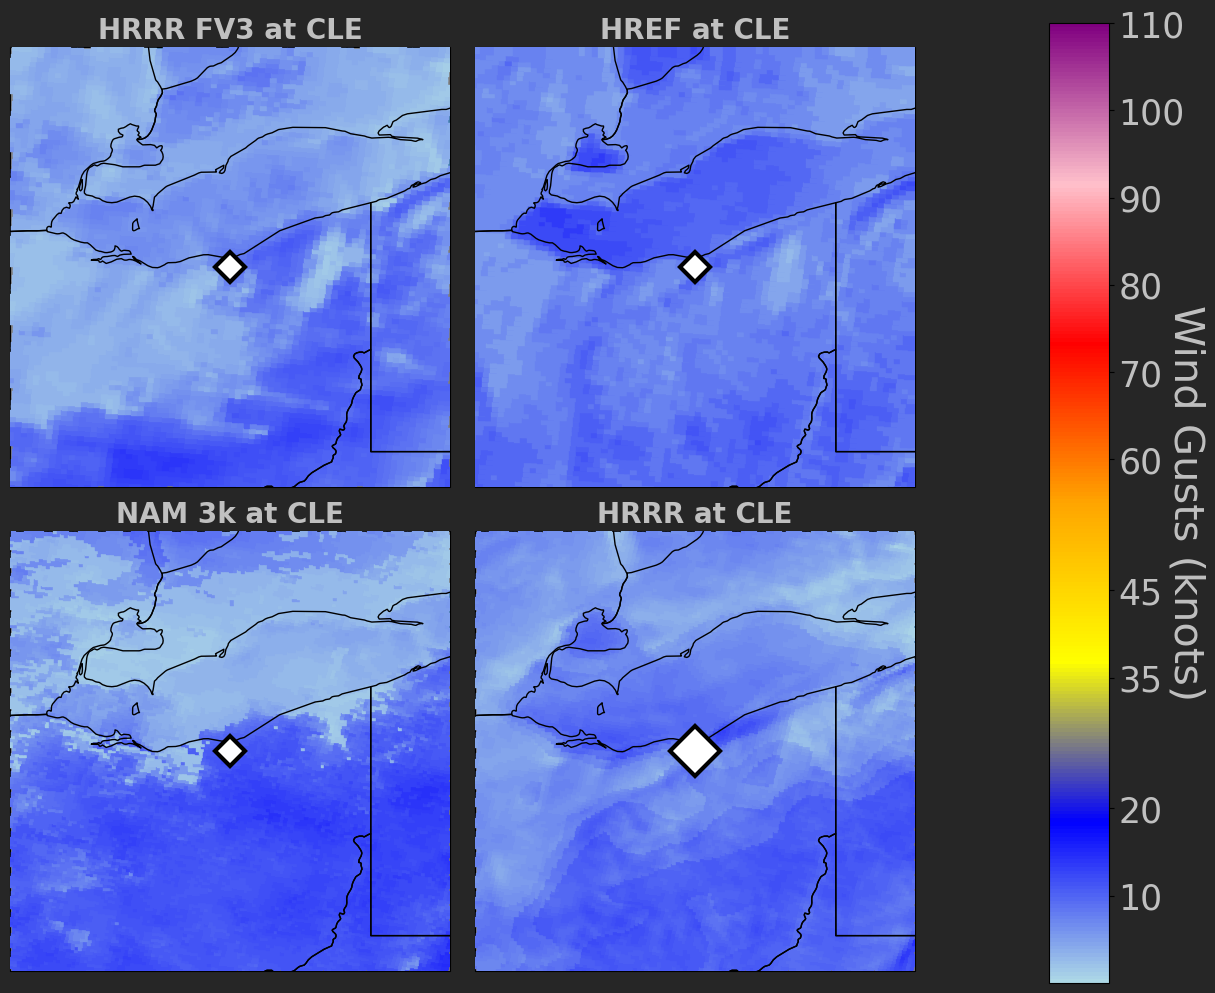 HRRR FV3 at CLE
HREF at CLE
NAM 3k at CLE
HRRR at CLE
110
100
90
80
70
60
45
35
20
10
Wind Gusts (knots)